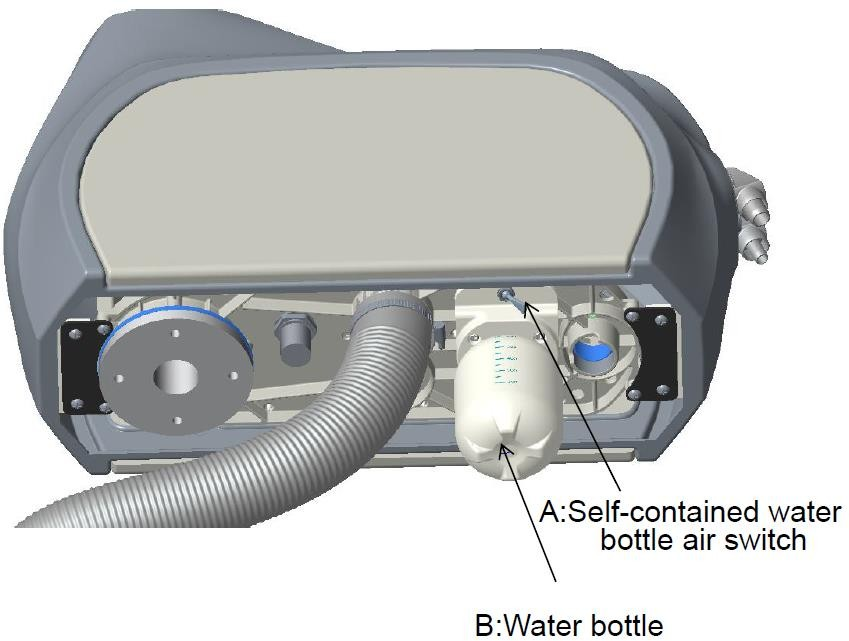 A:Self-contained water
bottle air switch
B:Water bottle